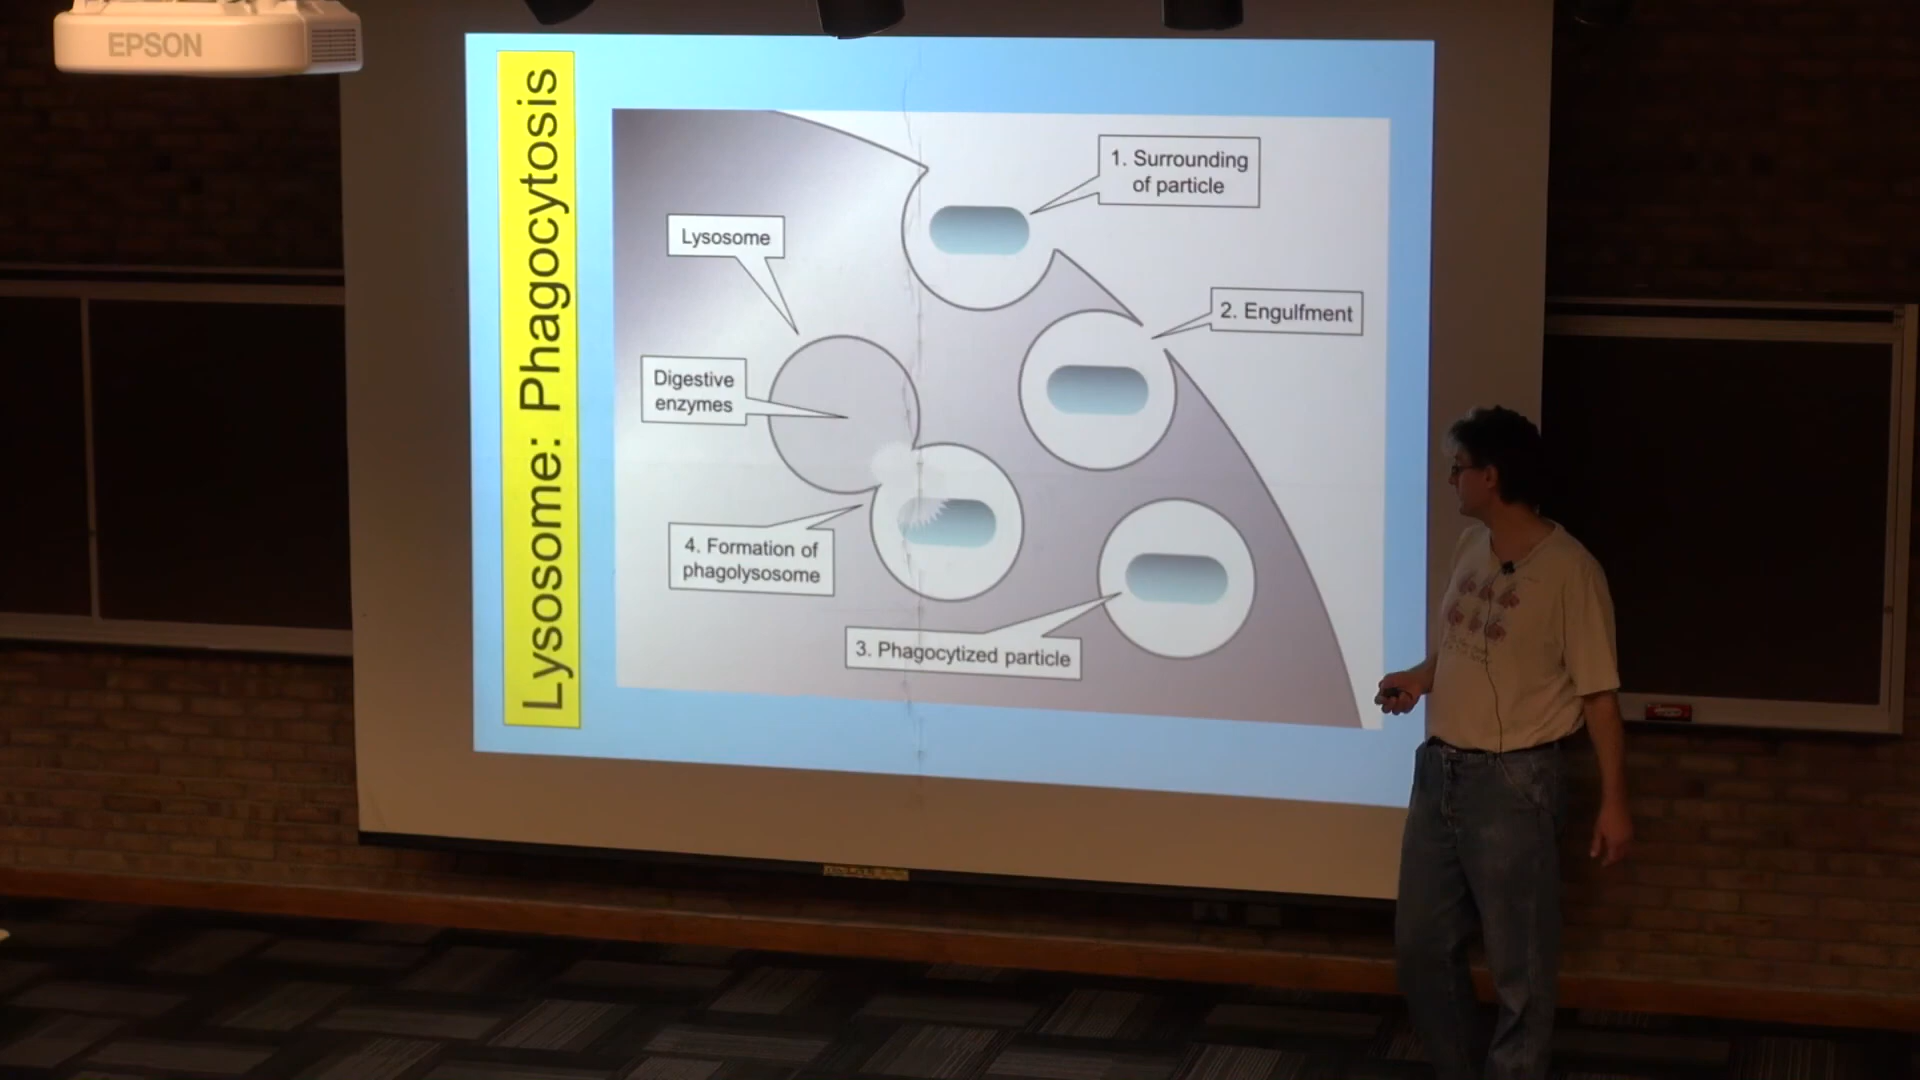 EPSON
Lysosome: Phagocytosis
1. Surrounding
of particle
Lysosome
2. Engulfment
Digestive
enzymes
4. Formation of
phagolysosome
3. Phagocytized particle